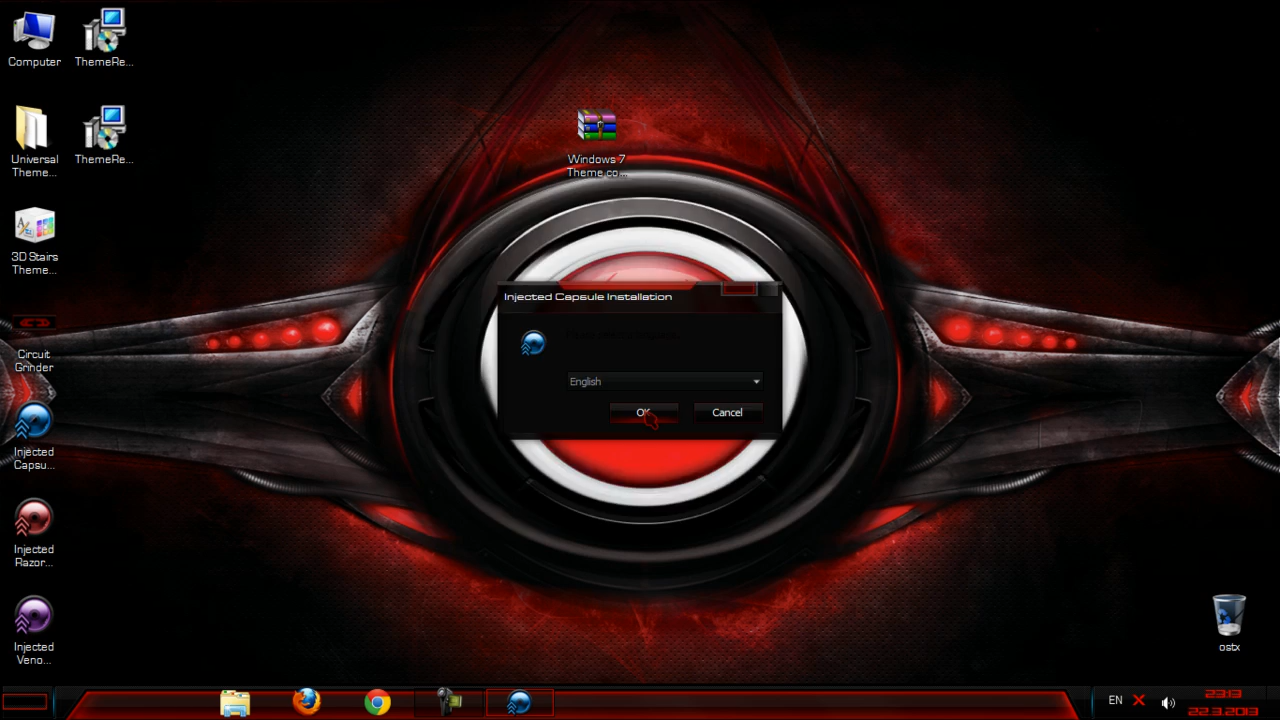 Computer
ThemeRe...
Universal
Theme...
ThemeRe...
Windows 7
Theme co...
3D Stairs
Theme...
Injected Capsule Installation
Circuit
Grinder
English
OK
Cancel
Injected
Capsu...
Injected
Razor...
Injected
Veno...
ostx
EN
23:13
22.3.2013